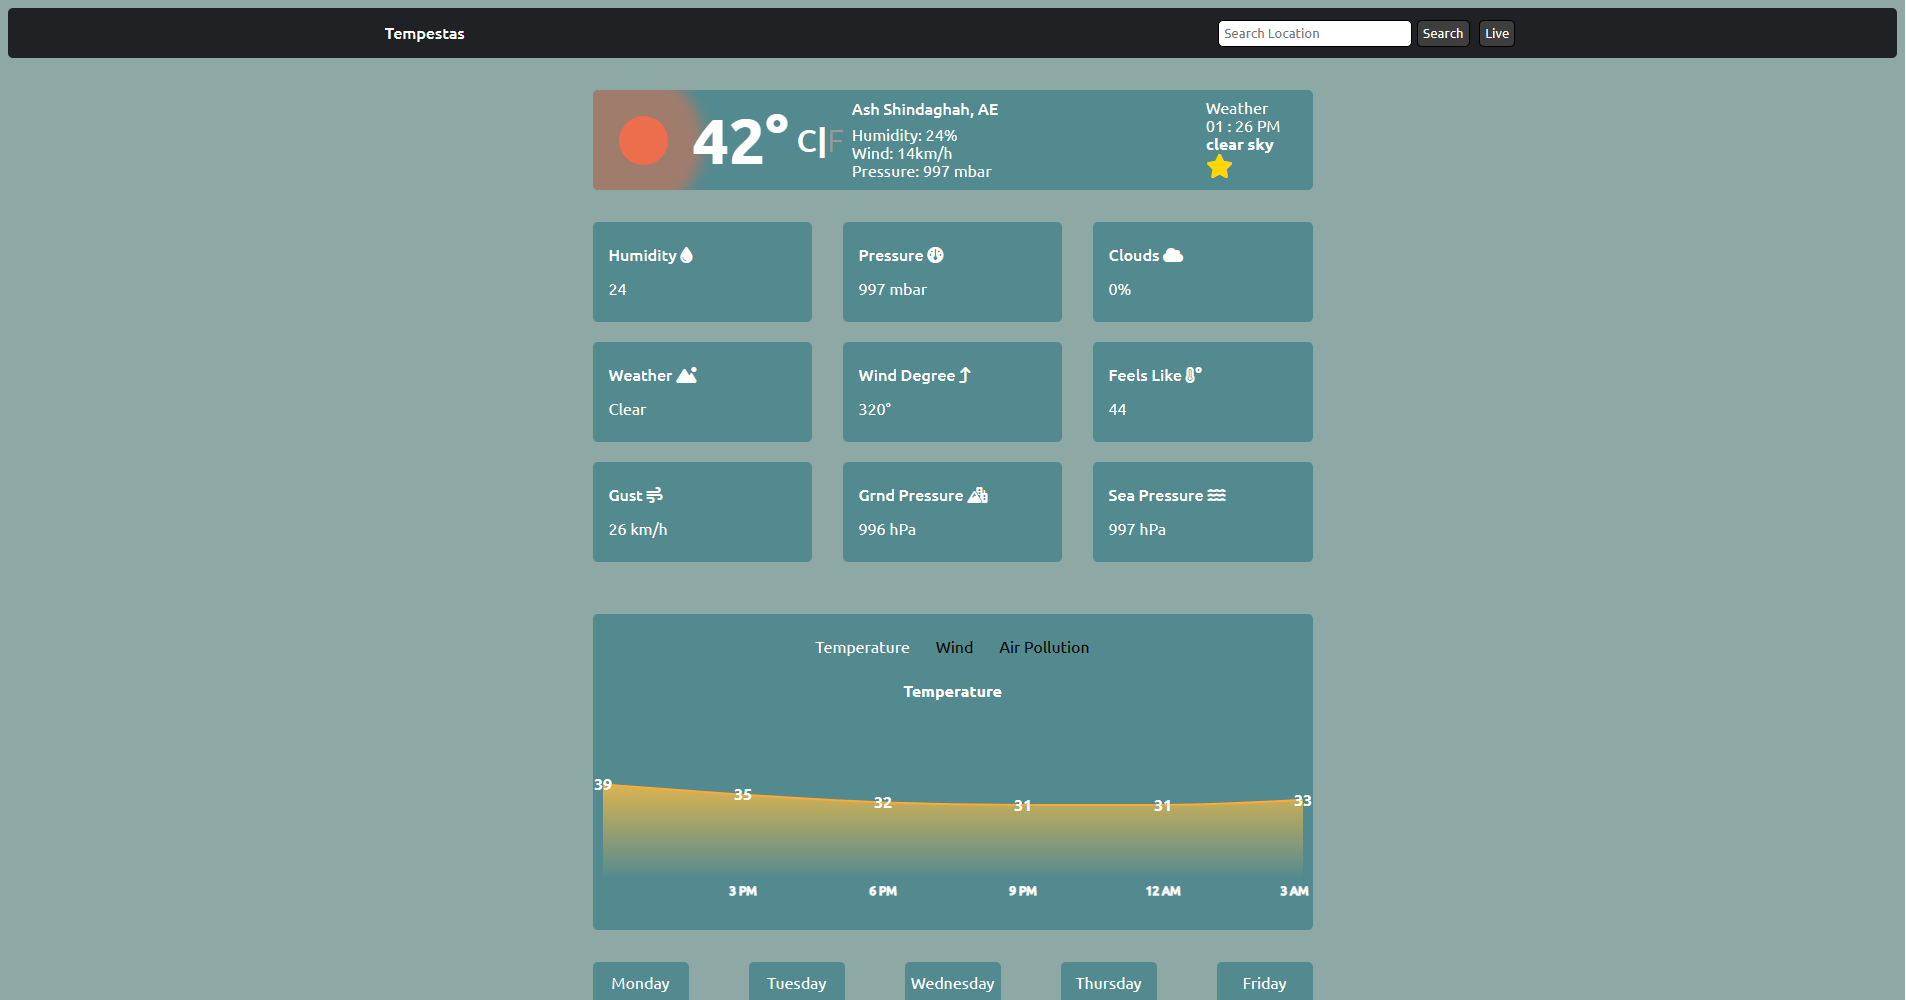 Tempestas
Search Location
Search
Live
42° C|F
Ash Shindaghah, AE
Humidity: 24%
Wind: 14km/h
Pressure: 997 mbar
Weather
01 : 26 PM
clear sky
Humidity
24
Pressure
997 mbar
Clouds
0%
Weather
Clear
Wind Degree
320°
Feels Like
44
Gust
26 km/h
Grnd Pressure
996 hPa
Sea Pressure
997 hPa
Temperature Wind Air Pollution
Temperature
39 35 32 31 31 33
3 PM 6 PM 9 PM 12 AM 3 AM
Monday Tuesday Wednesday Thursday Friday